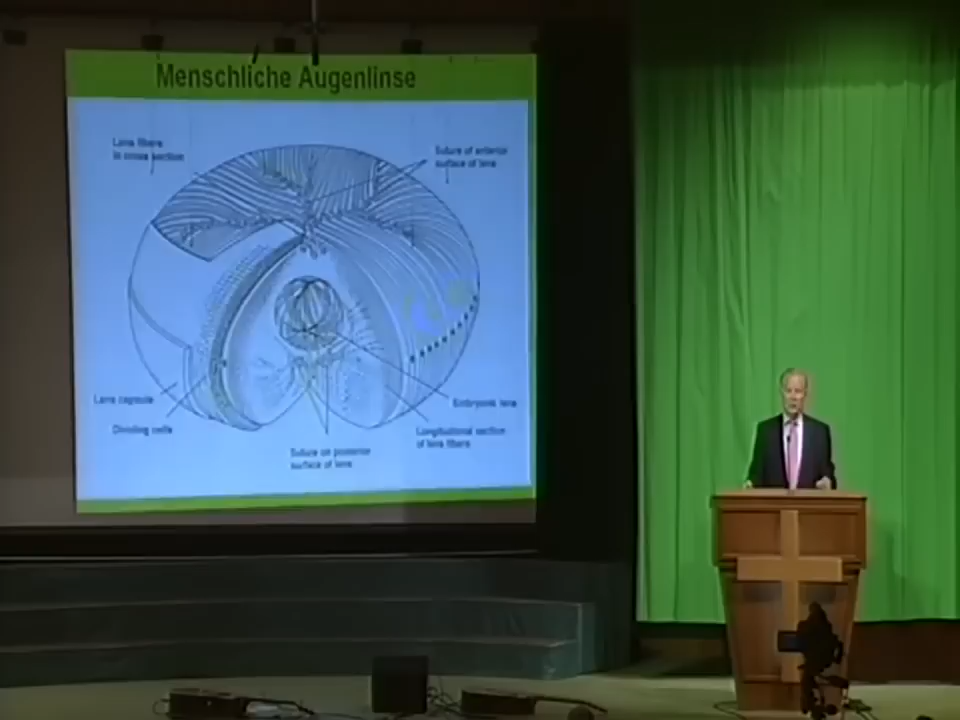 Menschliche Augenlinse
Lens fibers
in cross section
Suture of anterior
surface of lens
Lens capsule
Dividing cells
Embryonic lens
Longitudinal section
of lens fibers
Suture on posterior
surface of lens